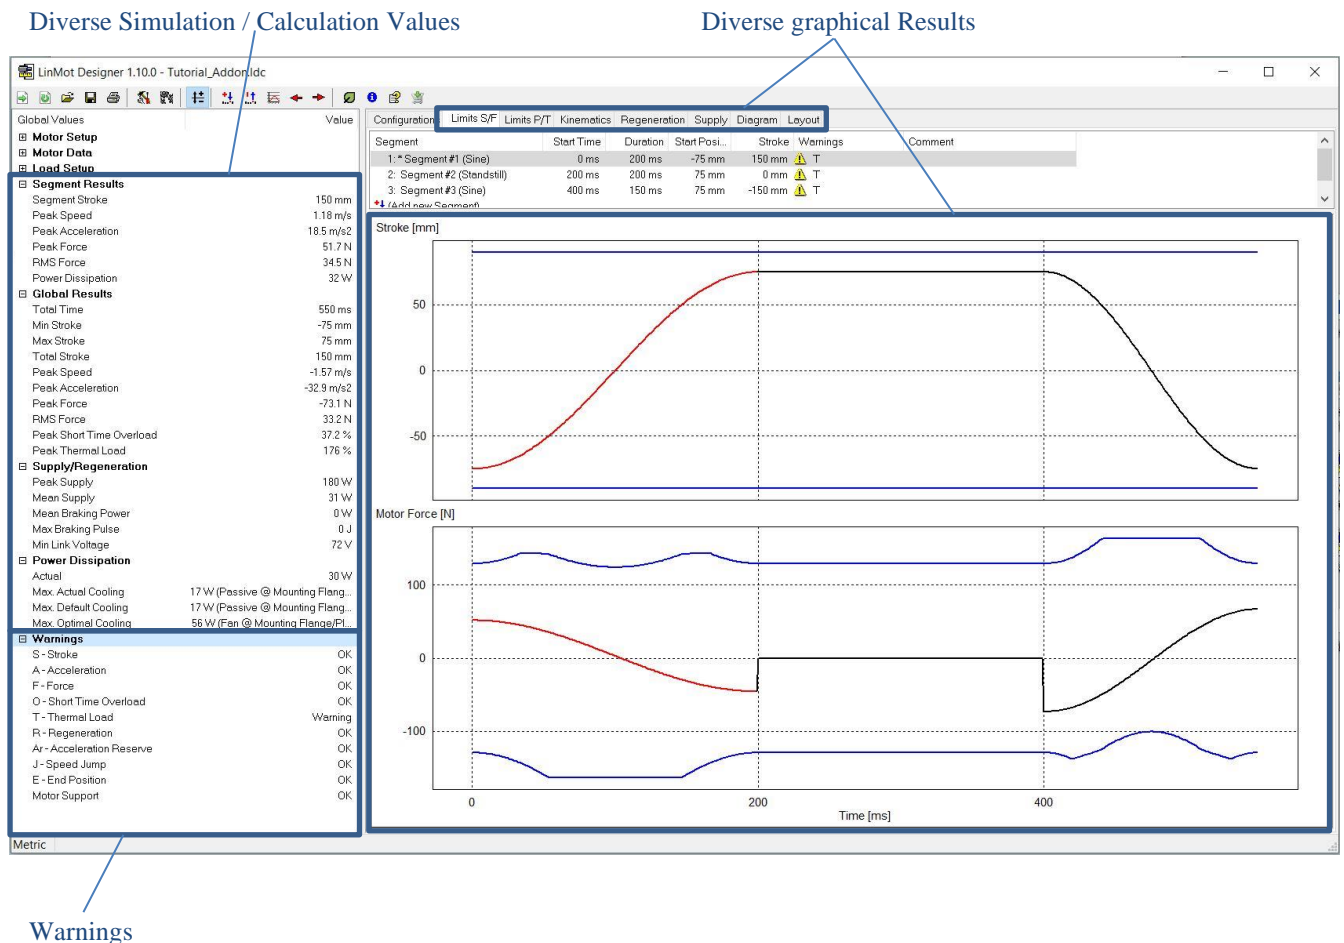 Diverse Simulation / Calculation Values
Diverse graphical Results
LinMot Designer 1.10.0 - Tutorial_Addon.ldc
Global Values Value
Motor Setup
Motor Data
Load Setup
Segment Results
Segment Stroke 150 mm
Peak Speed 1.18 m/s
Peak Acceleration 18.5 m/s2
Peak Force 51.7 N
RMS Force 34.5 N
Power Dissipation 32 W
Global Results
Total Time 550 ms
Min Stroke -75 mm
Max Stroke 75 mm
Total Stroke 150 mm
Peak Speed -1.57 m/s
Peak Acceleration -32.9 m/s2
Peak Force -73.1 N
RMS Force 33.2 N
Peak Short Time Overload 37.2 %
Peak Thermal Load 176 %
Supply/Regeneration
Peak Supply 180 W
Mean Supply 31 W
Mean Braking Power 0 W
Max Braking Pulse 0 J
Min Link Voltage 72 V
Power Dissipation
Actual 30 W
Max. Actual Cooling 17 W (Passive @ Mounting Flang...
Max. Default Cooling 17 W (Passive @ Mounting Flang...
Max. Optimal Cooling 56 W (Fan @ Mounting Flange/Pl...
Warnings
S - Stroke OK
A - Acceleration OK
F - Force OK
O - Short Time Overload OK
T - Thermal Load Warning
R - Regeneration OK
Ar - Acceleration Reserve OK
J - Speed Jump OK
E - End Position OK
Motor Support OK
Configuration Limits S/F Limits P/T Kinematics Regeneration Supply Diagram Layout
Segment Start Time Duration Start Posi... Stroke Warnings Comment
1: * Segment #1 (Sine) 0 ms 200 ms -75 mm 150 mm T
2: Segment #2 (Standstill) 200 ms 200 ms 75 mm 0 mm T
3: Segment #3 (Sine) 400 ms 150 ms 75 mm -150 mm T
(Add new Segment)
Stroke [mm]
50
0
-50
Motor Force [N]
100
0
-100
0 200 400
Time [ms]
Metric
Warnings